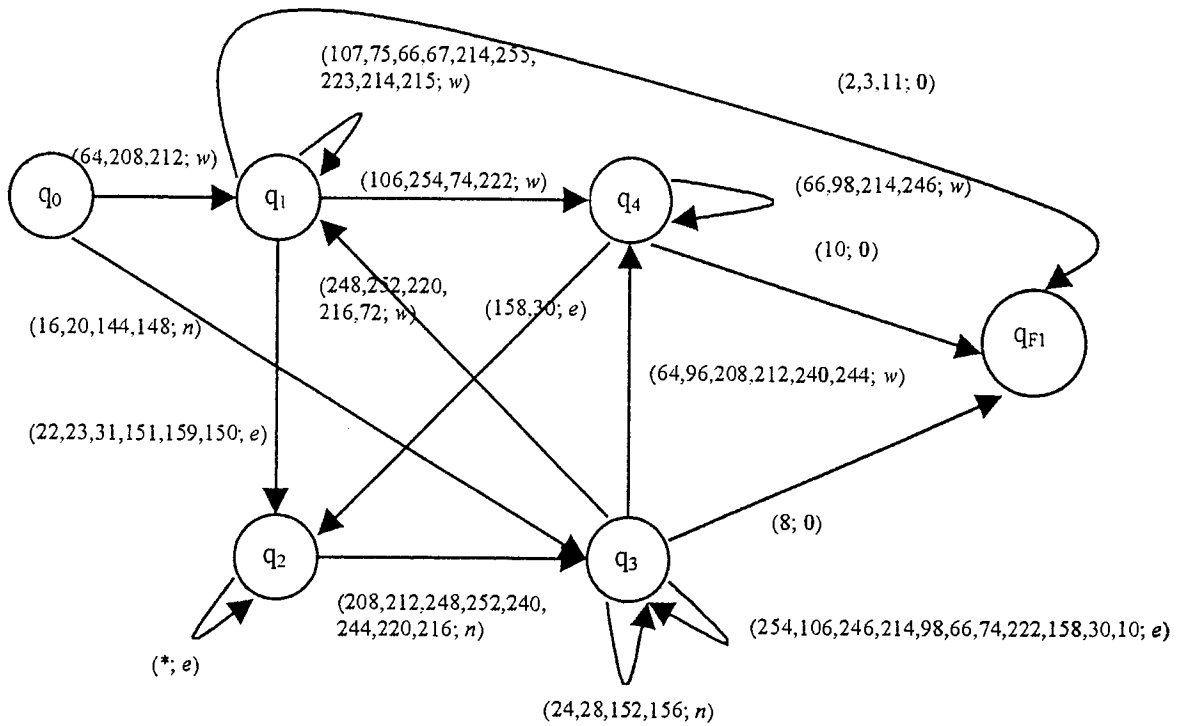 (107,75,66,67,214,255,
223,214,215; w)
(2,3,11; 0)
(64,208,212; w)
q0
q1
(106,254,74,222; w)
q4
(66,98,214,246; w)
(10; 0)
(248,252,220,
216,72; w)
(158,30; e)
(16,20,144,148; n)
qF1
(64,96,208,212,240,244; w)
(22,23,31,151,159,150; e)
(8; 0)
q2
q3
(208,212,248,252,240,
244,220,216; n)
(254,106,246,214,98,66,74,222,158,30,10; e)
(*; e)
(24,28,152,156; n)